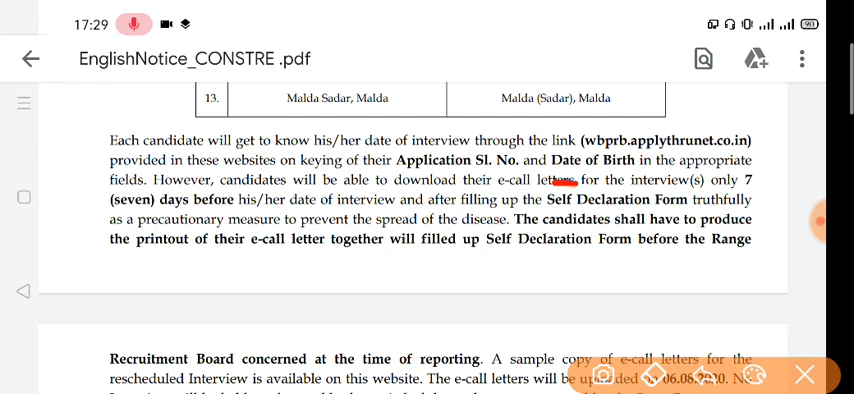 17:29
90
EnglishNotice_CONSTRE .pdf
13. Malda Sadar, Malda Malda (Sadar), Malda
Each candidate will get to know his/her date of interview through the link (wbprb.applythrunet.co.in)
provided in these websites on keying of their Application Sl. No. and Date of Birth in the appropriate
fields. However, candidates will be able to download their e-call letters for the interview(s) only 7
(seven) days before his/her date of interview and after filling up the Self Declaration Form truthfully
as a precautionary measure to prevent the spread of the disease. The candidates shall have to produce
the printout of their e-call letter together will filled up Self Declaration Form before the Range
Recruitment Board concerned at the time of reporting. A sample copy of e-call letters for the
rescheduled Interview is available on this website. The e-call letters will be uploaded on 06.08.2020. No